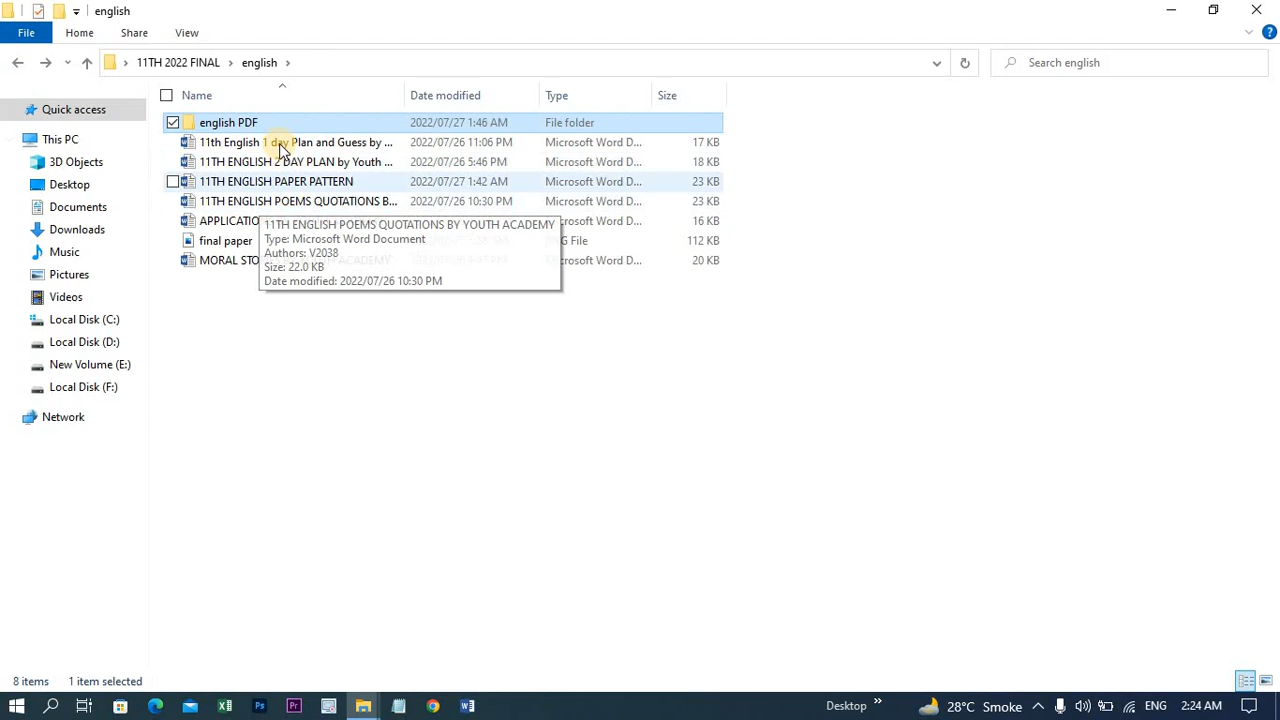 english
File Home Share View
11TH 2022 FINAL english Search english
Name Date modified Type Size
Quick access
This PC
3D Objects
Desktop
Documents
Downloads
Music
Pictures
Videos
Local Disk (C:)
Local Disk (D:)
New Volume (E:)
Local Disk (F:)
Network
english PDF 2022/07/27 1:46 AM File folder
11th English 1 day Plan and Guess by ... 2022/07/26 11:06 PM Microsoft Word D... 17 KB
11TH ENGLISH 2 DAY PLAN by Youth ... 2022/07/26 5:46 PM Microsoft Word D... 18 KB
11TH ENGLISH PAPER PATTERN 2022/07/27 1:42 AM Microsoft Word D... 23 KB
11TH ENGLISH POEMS QUOTATIONS B... 2022/07/26 10:30 PM Microsoft Word D... 23 KB
APPLICATIO osoft Word D... 16 KB
final paper G File 112 KB
MORAL STO osoft Word D... 20 KB
11TH ENGLISH POEMS QUOTATIONS BY YOUTH ACADEMY
Type: Microsoft Word Document
Authors: V2038
Size: 22.0 KB
Date modified: 2022/07/26 10:30 PM
8 items 1 item selected
Desktop 28°C Smoke ENG 2:24 AM